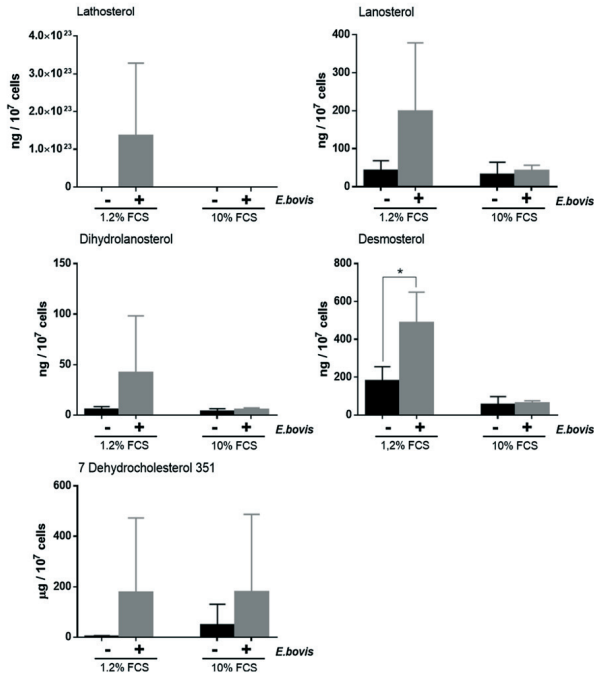 Lathosterol
ng / 10⁷ cells
4.0×10²³
3.0×10²³
2.0×10²³
1.0×10²³
0
- + - + E.bovis
1.2% FCS 10% FCS
Lanosterol
ng / 10⁷ cells
400
300
200
100
0
- + - + E.bovis
1.2% FCS 10% FCS
Dihydrolanosterol
ng / 10⁷ cells
150
100
50
0
- + - + E.bovis
1.2% FCS 10% FCS
Desmosterol
ng / 10⁷ cells
800
600
400
200
0
*
- + - + E.bovis
1,2% FCS 10% FCS
7 Dehydrocholesterol 351
µg / 10⁷ cells
600
400
200
0
- + - + E.bovis
1.2% FCS 10% FCS